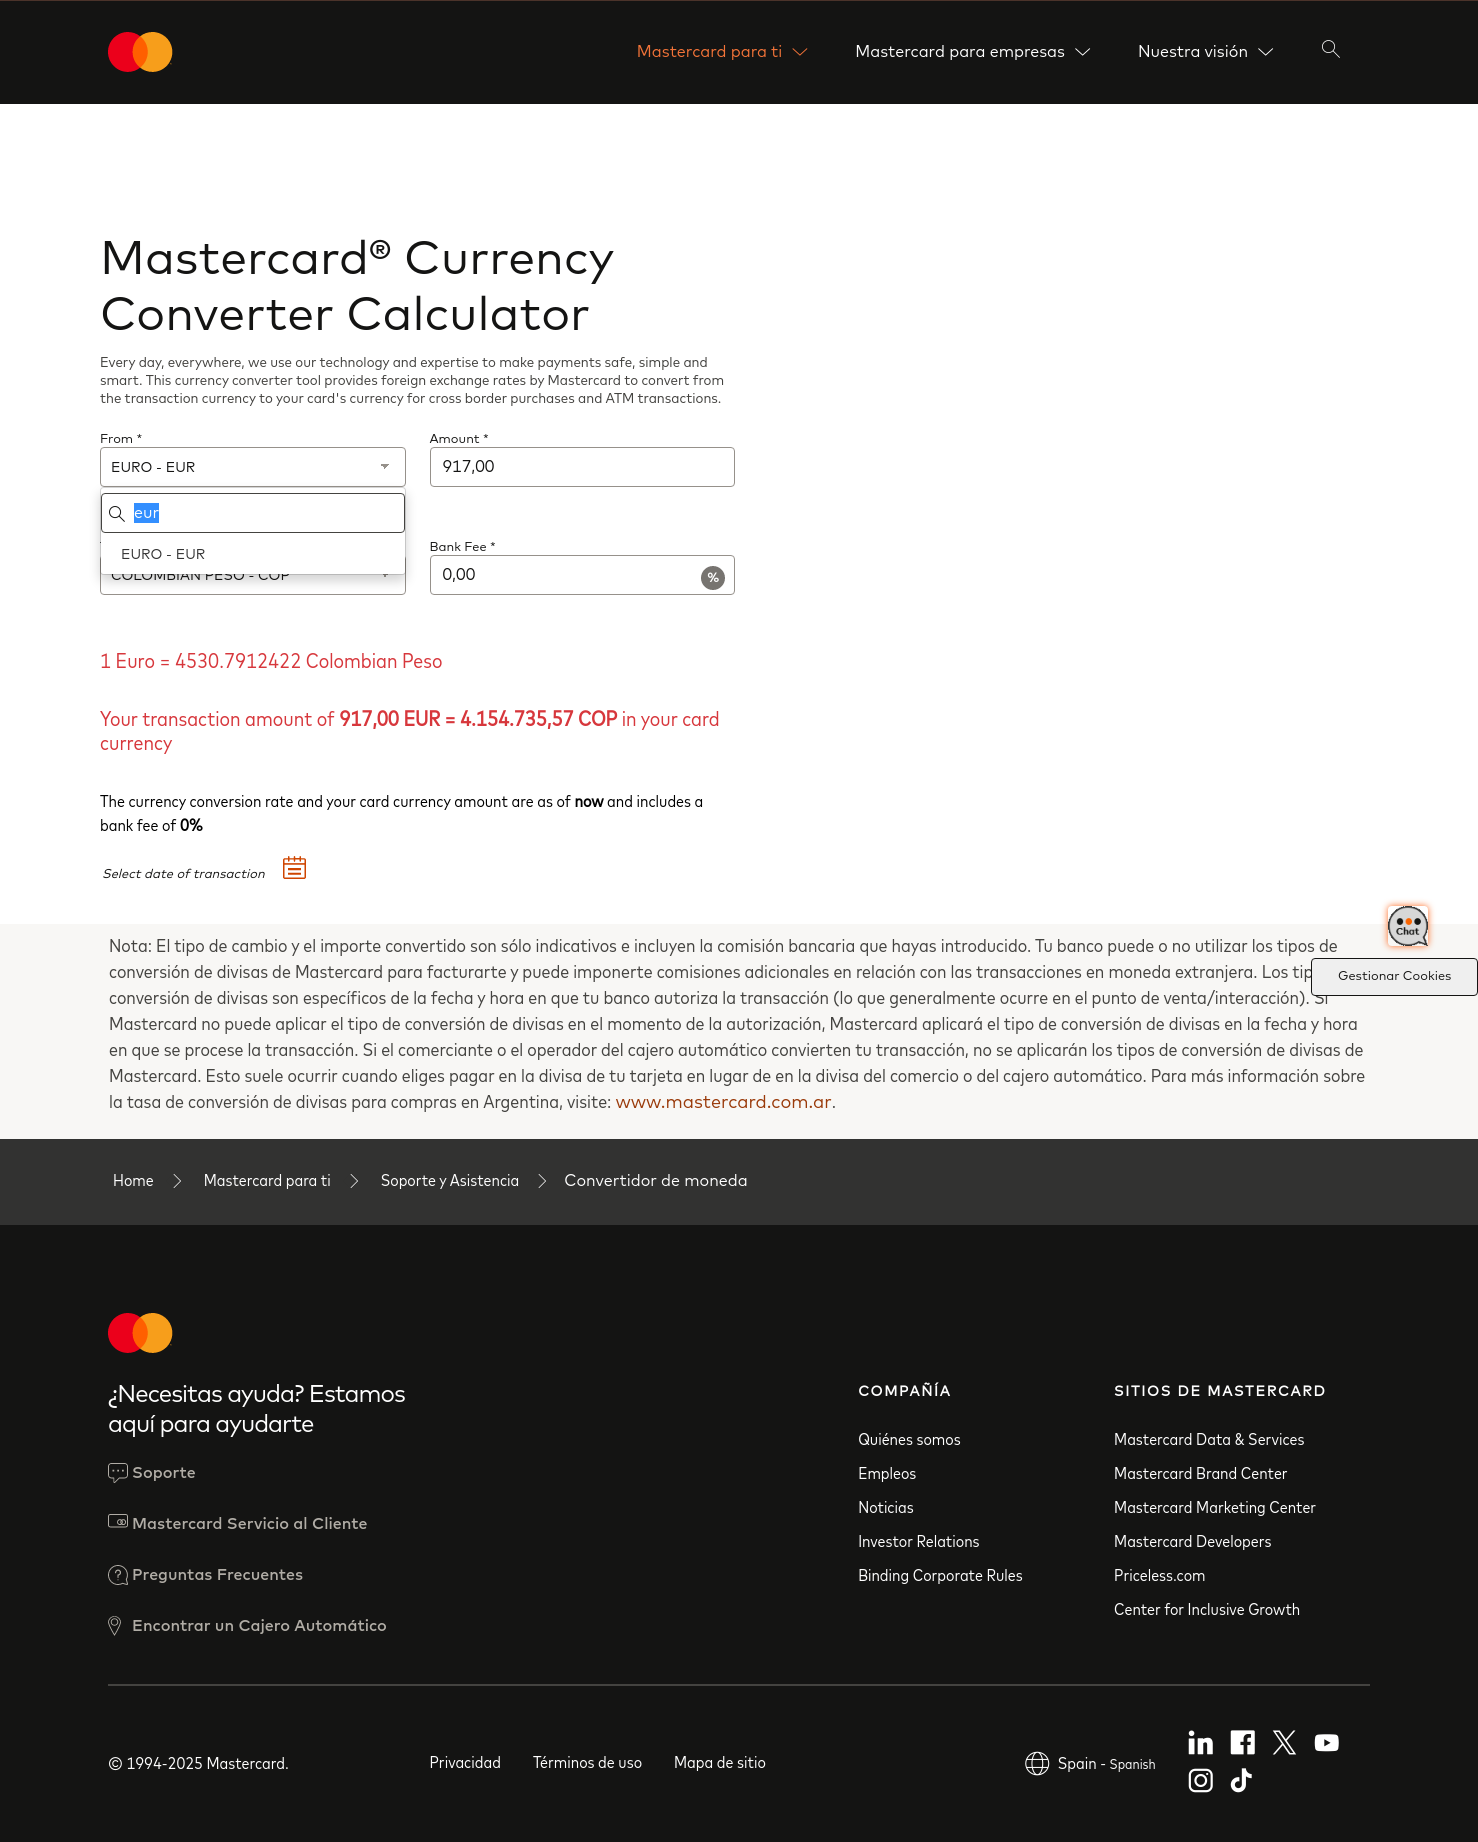 Mastercard para ti
Mastercard para empresas
Nuestra visión
Mastercard® Currency
Converter Calculator
Every day, everywhere, we use our technology and expertise to make payments safe, simple and
smart. This currency converter tool provides foreign exchange rates by Mastercard to convert from
the transaction currency to your card's currency for cross border purchases and ATM transactions.
From *
Amount *
EURO - EUR
917,00
eur
EURO - EUR
Bank Fee *
COLOMBIAN PESO - COP
0,00
%
1 Euro = 4530.7912422 Colombian Peso
Your transaction amount of 917,00 EUR = 4.154.735,57 COP in your card
currency
The currency conversion rate and your card currency amount are as of now and includes a
bank fee of 0%
Select date of transaction
Chat
Gestionar Cookies
Nota: El tipo de cambio y el importe convertido son sólo indicativos e incluyen la comisión bancaria que hayas introducido. Tu banco puede o no utilizar los tipos de
conversión de divisas de Mastercard para facturarte y puede imponerte comisiones adicionales en relación con las transacciones en moneda extranjera. Los tip
conversión de divisas son específicos de la fecha y hora en que tu banco autoriza la transacción (lo que generalmente ocurre en el punto de venta/interacción). Si
Mastercard no puede aplicar el tipo de conversión de divisas en el momento de la autorización, Mastercard aplicará el tipo de conversión de divisas en la fecha y hora
en que se procese la transacción. Si el comerciante o el operador del cajero automático convierten tu transacción, no se aplicarán los tipos de conversión de divisas de
Mastercard. Esto suele ocurrir cuando eliges pagar en la divisa de tu tarjeta en lugar de en la divisa del comercio o del cajero automático. Para más información sobre
la tasa de conversión de divisas para compras en Argentina, visite: www.mastercard.com.ar.
Home
Mastercard para ti
Soporte y Asistencia
Convertidor de moneda
¿Necesitas ayuda? Estamos
aquí para ayudarte
Soporte
Mastercard Servicio al Cliente
Preguntas Frecuentes
Encontrar un Cajero Automático
COMPAÑÍA
Quiénes somos
Empleos
Noticias
Investor Relations
Binding Corporate Rules
SITIOS DE MASTERCARD
Mastercard Data & Services
Mastercard Brand Center
Mastercard Marketing Center
Mastercard Developers
Priceless.com
Center for Inclusive Growth
© 1994-2025 Mastercard.
Privacidad
Términos de uso
Mapa de sitio
Spain - Spanish